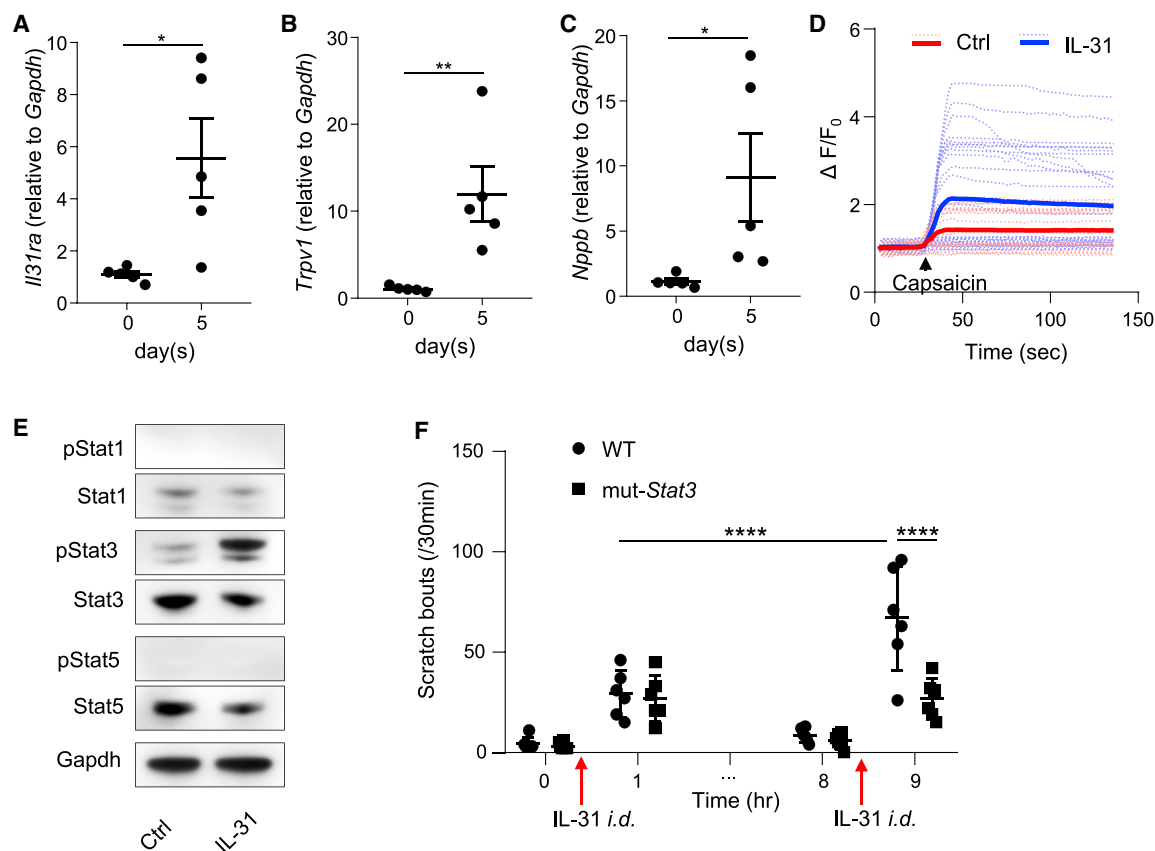 A
Il31ra (relative to Gapdh)
10
8
6
4
2
0
*
0 5
day(s)
B
Trpv1 (relative to Gapdh)
30
20
10
0
**
0 5
day(s)
C
Nppb (relative to Gapdh)
20
15
10
5
0
*
0 5
day(s)
D
Ctrl IL-31
Δ F/F0
6
4
2
0
Capsaicin
0 50 100 150
Time (sec)
E
pStat1
Stat1
pStat3
Stat3
pStat5
Stat5
Gapdh
Ctrl IL-31
F
WT
mut-Stat3
Scratch bouts (/30min)
150
100
50
0
**** ****
0 1 ... 8 9
Time (hr)
IL-31 i.d. IL-31 i.d.